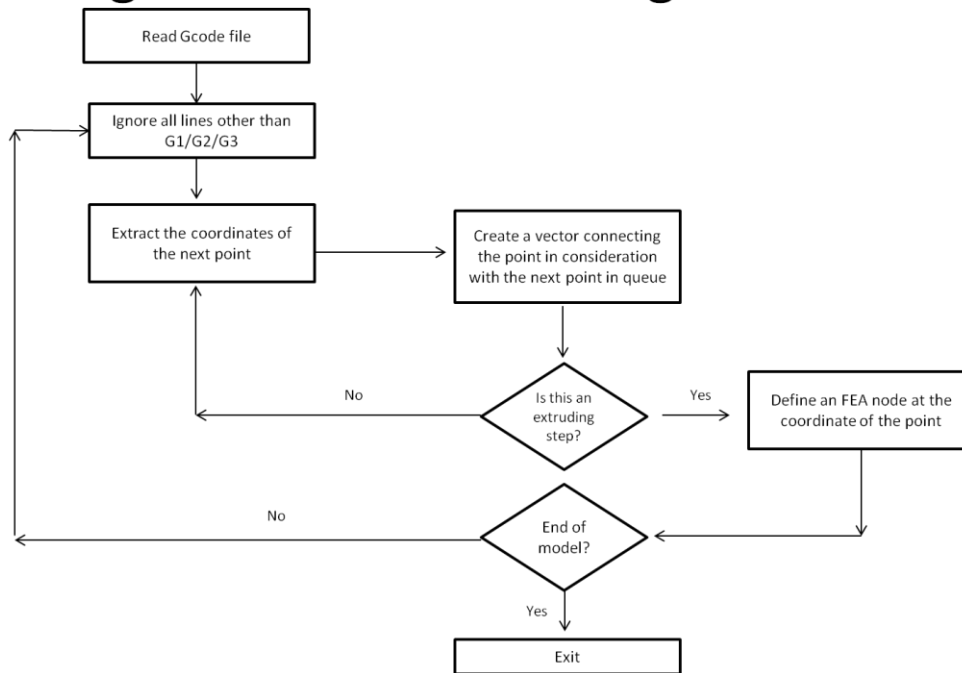 Read Gcode file
Ignore all lines other than
G1/G2/G3
Extract the coordinates of
the next point
Create a vector connecting
the point in consideration
with the next point in queue
No
Is this an
extruding
step?
Yes
Define an FEA node at the
coordinate of the point
No
End of
model?
Yes
Exit